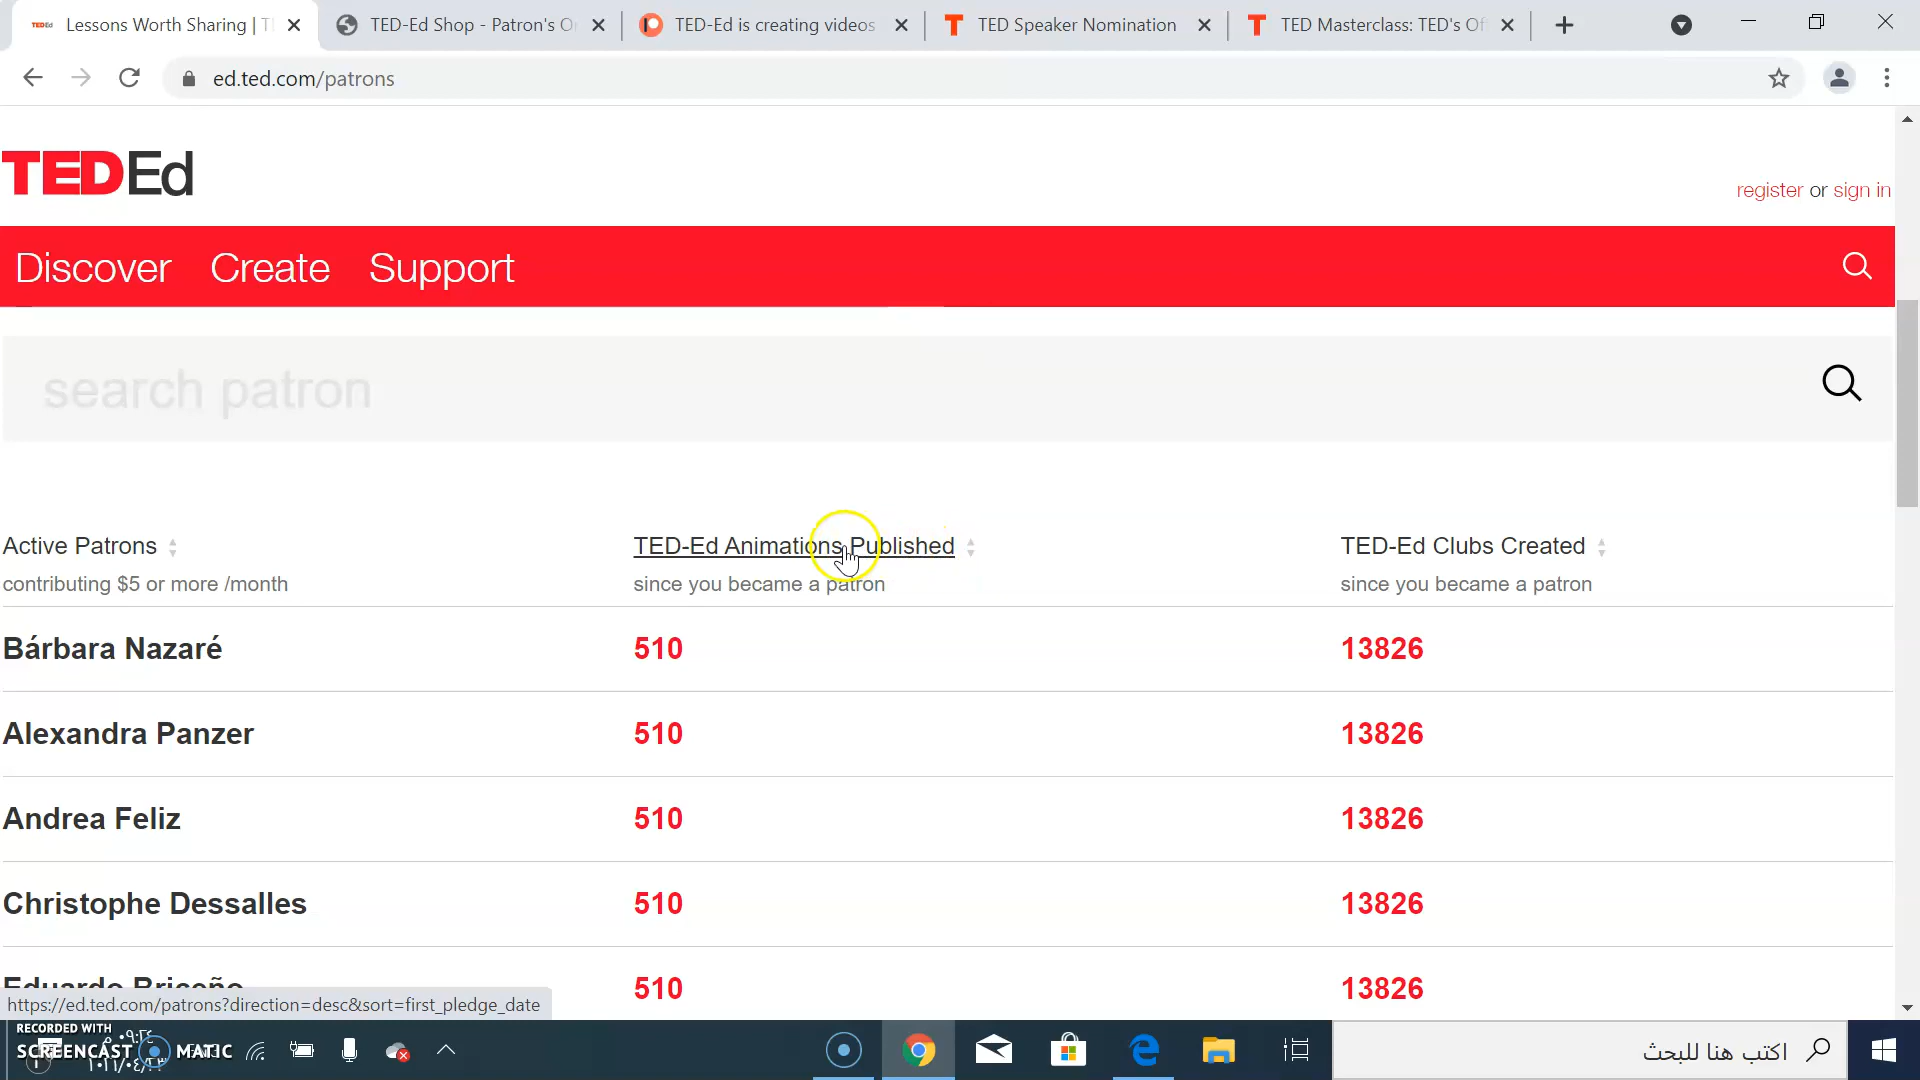 Lessons Worth Sharing | T
TED-Ed Shop - Patron's O
TED-Ed is creating videos
TED Speaker Nomination
TED Masterclass: TED's Of
ed.ted.com/patrons
TEDEd
register or sign in
Discover Create Support
search patron
Active Patrons
contributing $5 or more /month
TED-Ed Animations Published
since you became a patron
TED-Ed Clubs Created
since you became a patron
Bárbara Nazaré 510 13826
Alexandra Panzer 510 13826
Andrea Feliz 510 13826
Christophe Dessalles 510 13826
Eduardo Briceño 510 13826
https://ed.ted.com/patrons?direction=desc&sort=first_pledge_date
RECORDED WITH
SCREENCAST MATIC
اكتب هنا للبحث